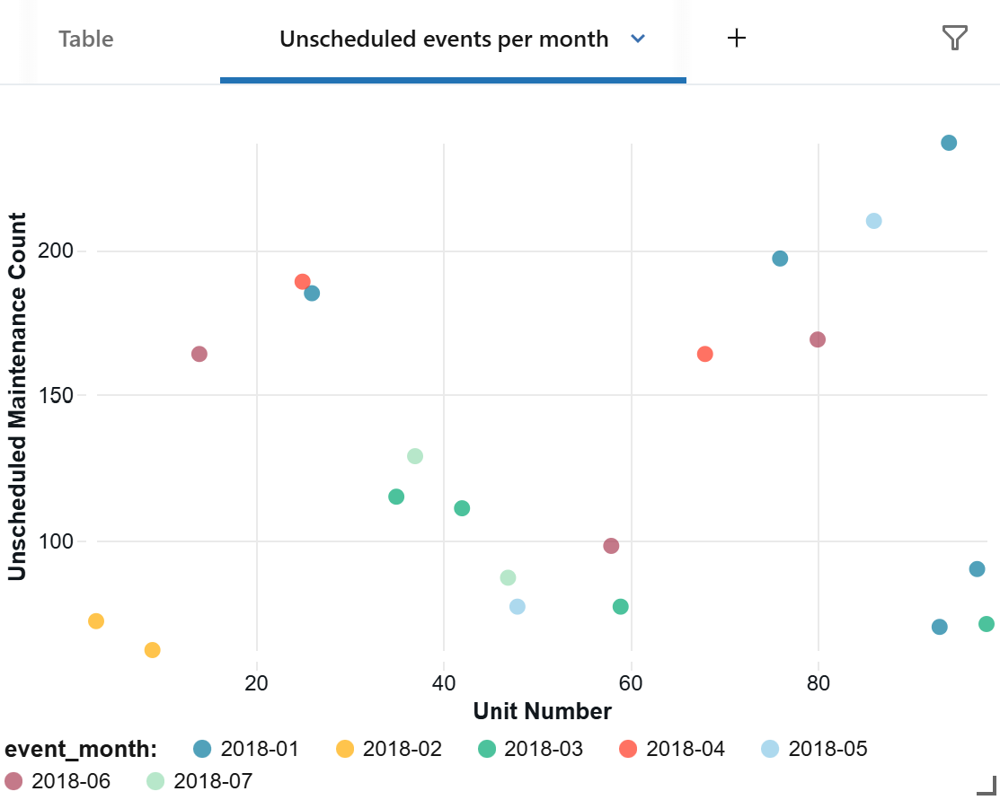 Table Unscheduled events per month +
Unscheduled Maintenance Count
200
150
100
20 40 60 80
Unit Number
event_month: 2018-01 2018-02 2018-03 2018-04 2018-05
2018-06 2018-07